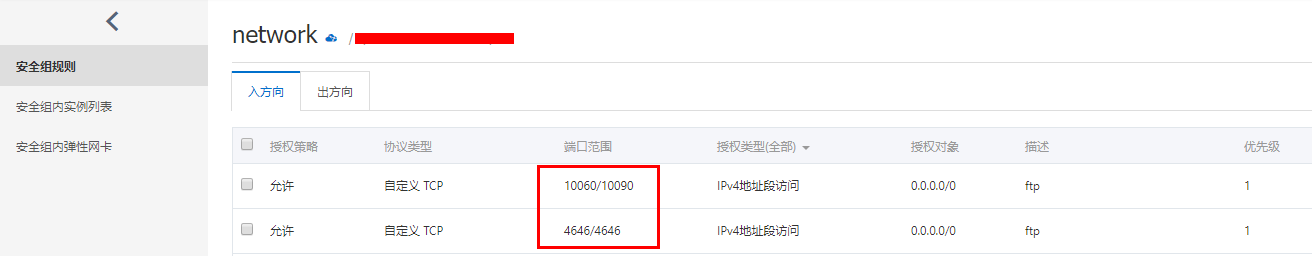 network /
安全组规则
安全组内实例列表
安全组内弹性网卡
入方向 出方向
授权策略 协议类型 端口范围 授权类型(全部) 授权对象 描述 优先级
允许 自定义 TCP 10060/10090 IPv4地址段访问 0.0.0.0/0 ftp 1
允许 自定义 TCP 4646/4646 IPv4地址段访问 0.0.0.0/0 ftp 1